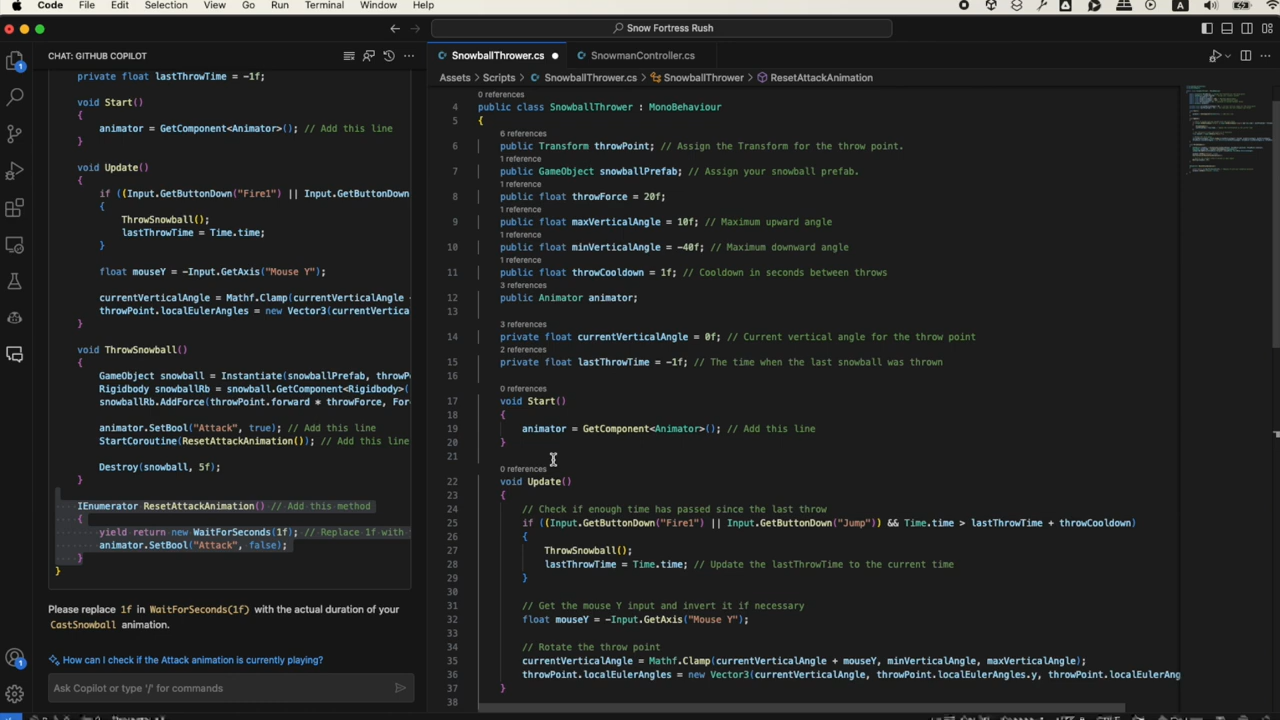 Code File Edit Selection View Go Run Terminal Window Help
Snow Fortress Rush
CHAT: GITHUB COPILOT
private float lastThrowTime = -1f;
void Start()
{
animator = GetComponent<Animator>(); // Add this line
}
void Update()
{
if ((Input.GetButtonDown("Fire1") || Input.GetButtonDown
{
ThrowSnowball();
lastThrowTime = Time.time;
}
float mouseY = -Input.GetAxis("Mouse Y");
currentVerticalAngle = Mathf.Clamp(currentVerticalAngle
throwPoint.localEulerAngles = new Vector3(currentVertica
}
void ThrowSnowball()
{
GameObject snowball = Instantiate(snowballPrefab, throwP
Rigidbody snowballRb = snowball.GetComponent<Rigidbody>(
snowballRb.AddForce(throwPoint.forward * throwForce, For
animator.SetBool("Attack", true); // Add this line
StartCoroutine(ResetAttackAnimation()); // Add this line
Destroy(snowball, 5f);
}
IEnumerator ResetAttackAnimation() // Add this method
{
yield return new WaitForSeconds(1f); // Replace 1f with
animator.SetBool("Attack", false);
}
}
Please replace 1f in WaitForSeconds(1f) with the actual duration of your
CastSnowball animation.
How can I check if the Attack animation is currently playing?
Ask Copilot or type '/' for commands
SnowballThrower.cs SnowmanController.cs
Assets > Scripts > SnowballThrower.cs > SnowballThrower > ResetAttackAnimation
0 references
4 public class SnowballThrower : MonoBehaviour
5 {
6 references
6 public Transform throwPoint; // Assign the Transform for the throw point.
1 reference
7 public GameObject snowballPrefab; // Assign your snowball prefab.
1 reference
8 public float throwForce = 20f;
1 reference
9 public float maxVerticalAngle = 10f; // Maximum upward angle
1 reference
10 public float minVerticalAngle = -40f; // Maximum downward angle
1 reference
11 public float throwCooldown = 1f; // Cooldown in seconds between throws
3 references
12 public Animator animator;
13
3 references
14 private float currentVerticalAngle = 0f; // Current vertical angle for the throw point
2 references
15 private float lastThrowTime = -1f; // The time when the last snowball was thrown
16
0 references
17 void Start()
18 {
19 animator = GetComponent<Animator>(); // Add this line
20 }
21
0 references
22 void Update()
23 {
24 // Check if enough time has passed since the last throw
25 if ((Input.GetButtonDown("Fire1") || Input.GetButtonDown("Jump")) && Time.time > lastThrowTime + throwCooldown)
26 {
27 ThrowSnowball();
28 lastThrowTime = Time.time; // Update the lastThrowTime to the current time
29 }
30
31 // Get the mouse Y input and invert it if necessary
32 float mouseY = -Input.GetAxis("Mouse Y");
33
34 // Rotate the throw point
35 currentVerticalAngle = Mathf.Clamp(currentVerticalAngle + mouseY, minVerticalAngle, maxVerticalAngle);
36 throwPoint.localEulerAngles = new Vector3(currentVerticalAngle, throwPoint.localEulerAngles.y, throwPoint.localEulerAng
37 }
38